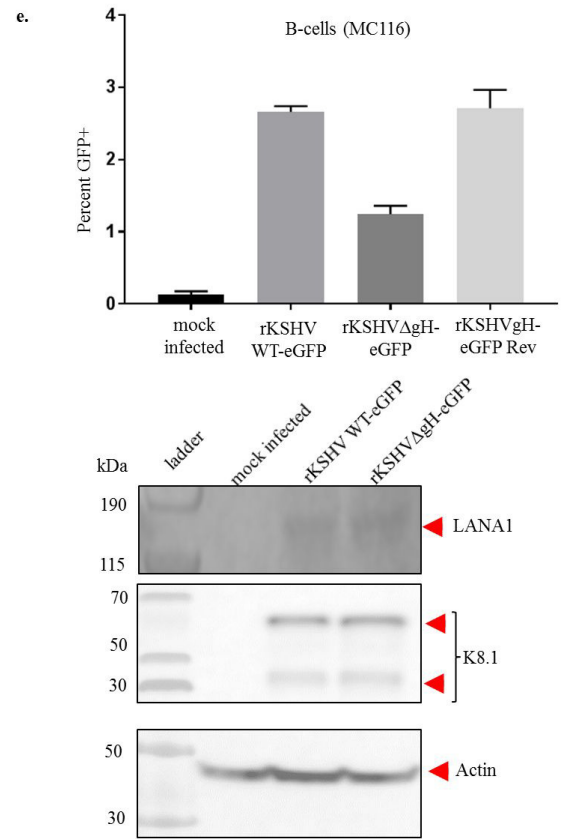 e.
B-cells (MC116)
Percent GFP+
4
3
2
1
0
mock
infected
rKSHV
WT-eGFP
rKSHVΔgH-
eGFP
rKSHVgH-
eGFP Rev
kDa
ladder
mock infected
rKSHV WT-eGFP
rKSHVΔgH-eGFP
190
115
LANA1
70
50
30
K8.1
50
30
Actin